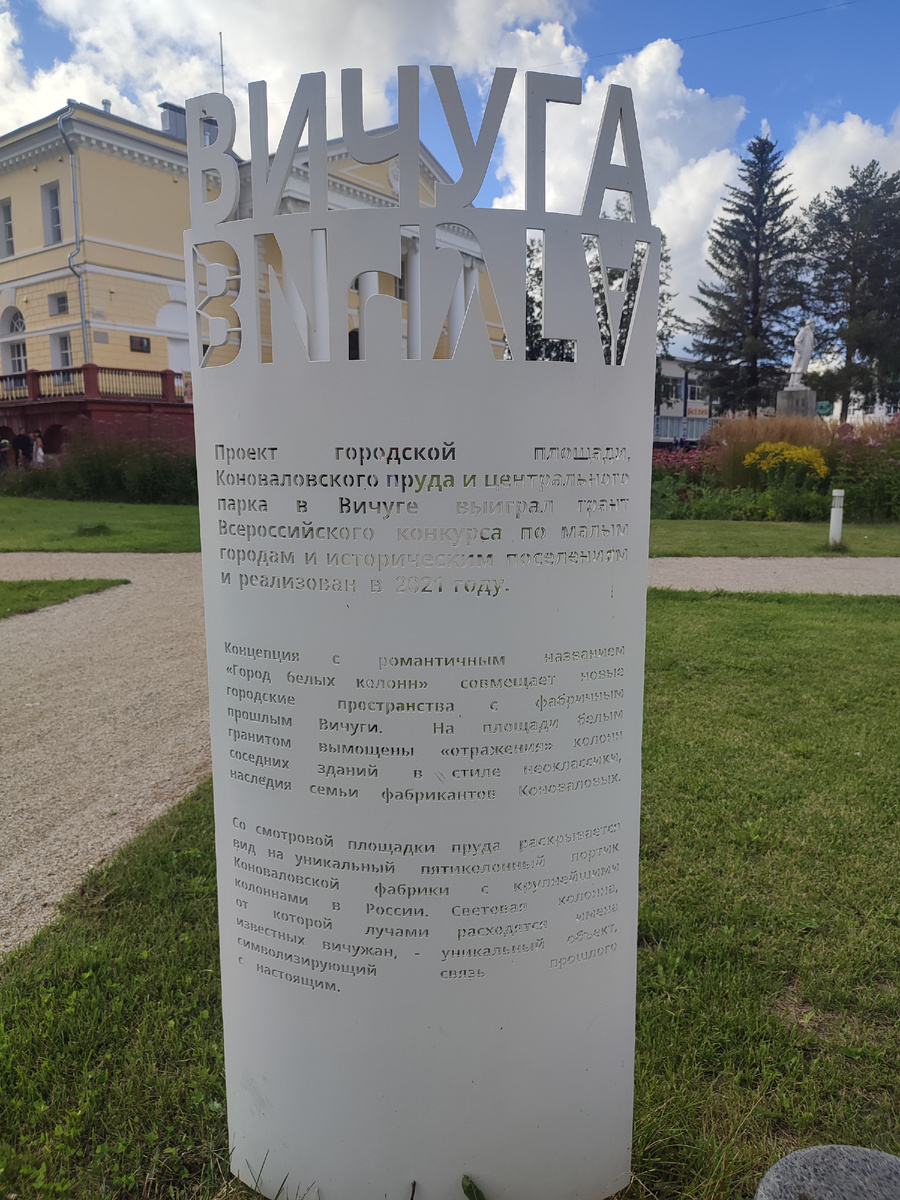 ВИЧУГА
Проект городской площади,
Коноваловского пруда и центрального
парка в Вичуге выиграл грант
Всероссийского конкурса по малым
городам и историческим поселениям
и реализован в 2021 году.
Концепция с романтичным названием
«Город белых колонн» совмещает новые
городские пространства с фабричным
прошлым Вичуги. На площади белым
гранитом вымощены «отражения» колонн
соседних зданий в стиле неоклассики,
наследия семьи фабрикантов Коноваловых.
Со смотровой площадки пруда раскрывается
вид на уникальный пятиколонный портик
Коноваловской фабрики с крупнейшими
колоннами в России. Световая колонна,
от которой лучами расходятся имена
известных вичужан, - уникальный объект,
символизирующий связь прошлого
с настоящим.